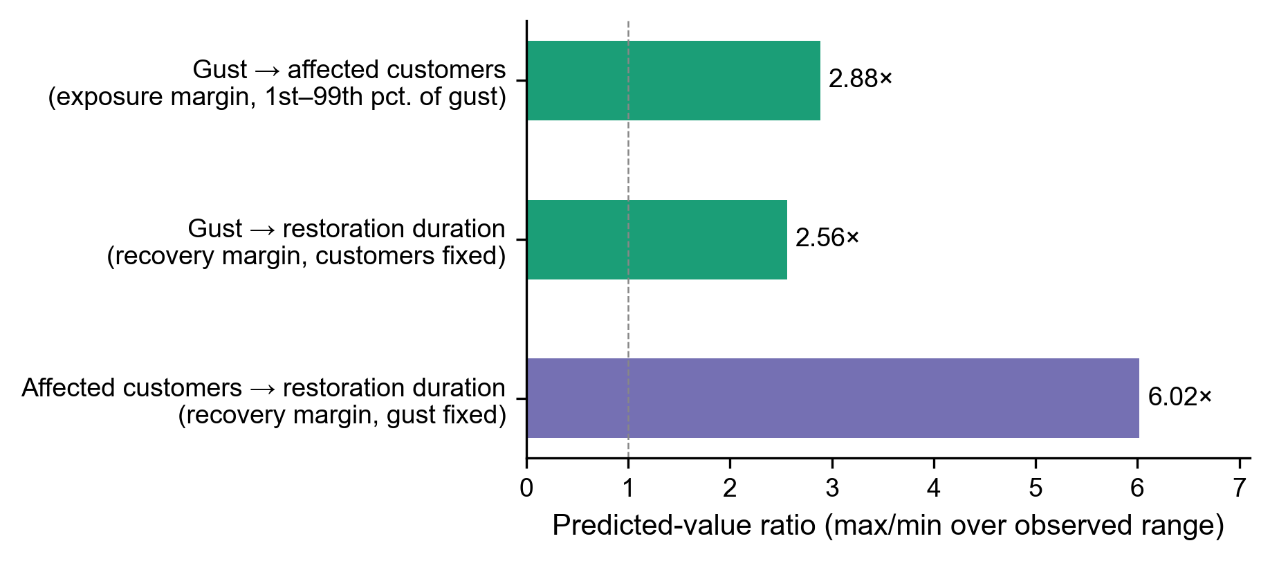 Gust → affected customers
(exposure margin, 1st–99th pct. of gust)
2.88×
Gust → restoration duration
(recovery margin, customers fixed)
2.56×
Affected customers → restoration duration
(recovery margin, gust fixed)
6.02×
0 1 2 3 4 5 6 7
Predicted-value ratio (max/min over observed range)